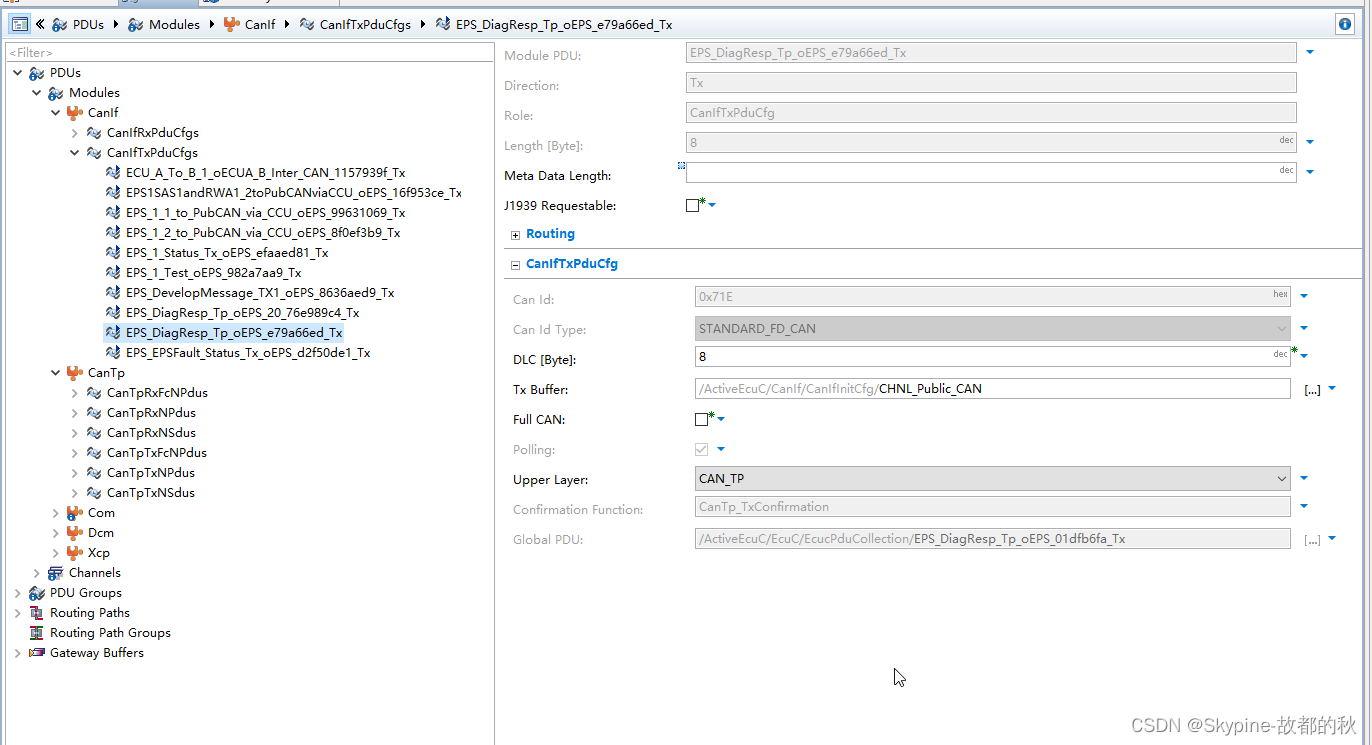 PDUs Modules CanIf CanIfTxPduCfgs EPS_DiagResp_Tp_oEPS_e79a66ed_Tx
<Filter>
PDUs
Modules
CanIf
CanIfRxPduCfgs
CanIfTxPduCfgs
ECU_A_To_B_1_oECUA_B_Inter_CAN_1157939f_Tx
EPS1SAS1andRWA1_2toPubCANviaCCU_oEPS_16f953ce_Tx
EPS_1_1_to_PubCAN_via_CCU_oEPS_99631069_Tx
EPS_1_2_to_PubCAN_via_CCU_oEPS_8f0ef3b9_Tx
EPS_1_Status_Tx_oEPS_efaaed81_Tx
EPS_1_Test_oEPS_982a7aa9_Tx
EPS_DevelopMessage_TX1_oEPS_8636aed9_Tx
EPS_DiagResp_Tp_oEPS_20_76e989c4_Tx
EPS_DiagResp_Tp_oEPS_e79a66ed_Tx
EPS_EPSFault_Status_Tx_oEPS_d2f50de1_Tx
CanTp
CanTpRxFcNPdus
CanTpRxNPdus
CanTpRxNSdus
CanTpTxFcNPdus
CanTpTxNPdus
CanTpTxNSdus
Com
Dcm
Xcp
Channels
PDU Groups
Routing Paths
Routing Path Groups
Gateway Buffers
Module PDU: EPS_DiagResp_Tp_oEPS_e79a66ed_Tx
Direction: Tx
Role: CanIfTxPduCfg
Length [Byte]: 8 dec
Meta Data Length: dec
J1939 Requestable:
Routing
CanIfTxPduCfg
Can Id: 0x71E hex
Can Id Type: STANDARD_FD_CAN
DLC [Byte]: 8 dec
Tx Buffer: /ActiveEcuC/CanIf/CanIfInitCfg/CHNL_Public_CAN [...]
Full CAN:
Polling:
Upper Layer: CAN_TP
Confirmation Function: CanTp_TxConfirmation
Global PDU: /ActiveEcuC/EcuC/EcucPduCollection/EPS_DiagResp_Tp_oEPS_01dfb6fa_Tx [...]
CSDN @Skypine-故都的秋